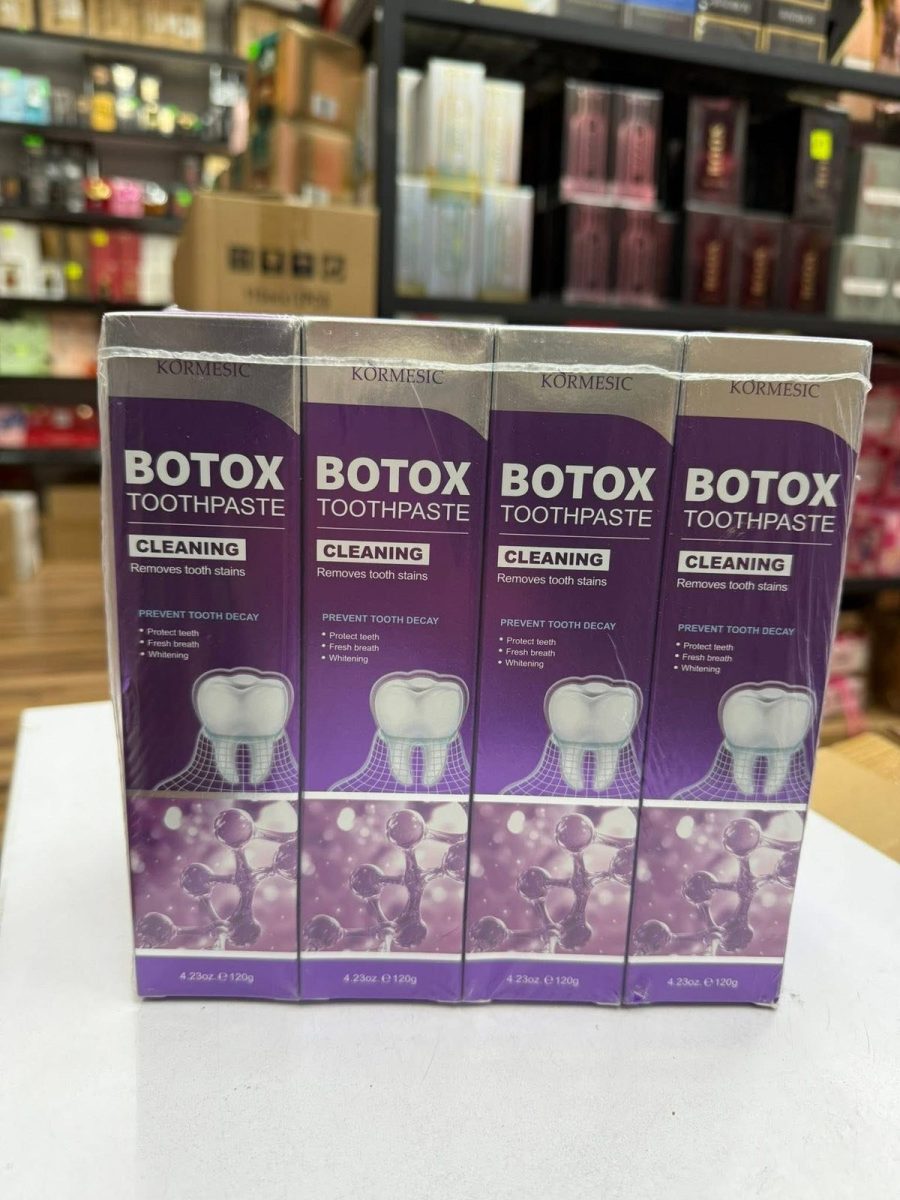 KORMESIC
BOTOX
TOOTHPASTE
CLEANING
Removes tooth stains
PREVENT TOOTH DECAY
• Protect teeth
• Fresh breath
• Whitening
4.23oz. ℮ 120g
KORMESIC
BOTOX
TOOTHPASTE
CLEANING
Removes tooth stains
PREVENT TOOTH DECAY
• Protect teeth
• Fresh breath
• Whitening
4.23oz. ℮ 120g
KORMESIC
BOTOX
TOOTHPASTE
CLEANING
Removes tooth stains
PREVENT TOOTH DECAY
• Protect teeth
• Fresh breath
• Whitening
4.23oz. ℮ 120g
KORMESIC
BOTOX
TOOTHPASTE
CLEANING
Removes tooth stains
PREVENT TOOTH DECAY
• Protect teeth
• Fresh breath
• Whitening
4.23oz. ℮ 120g